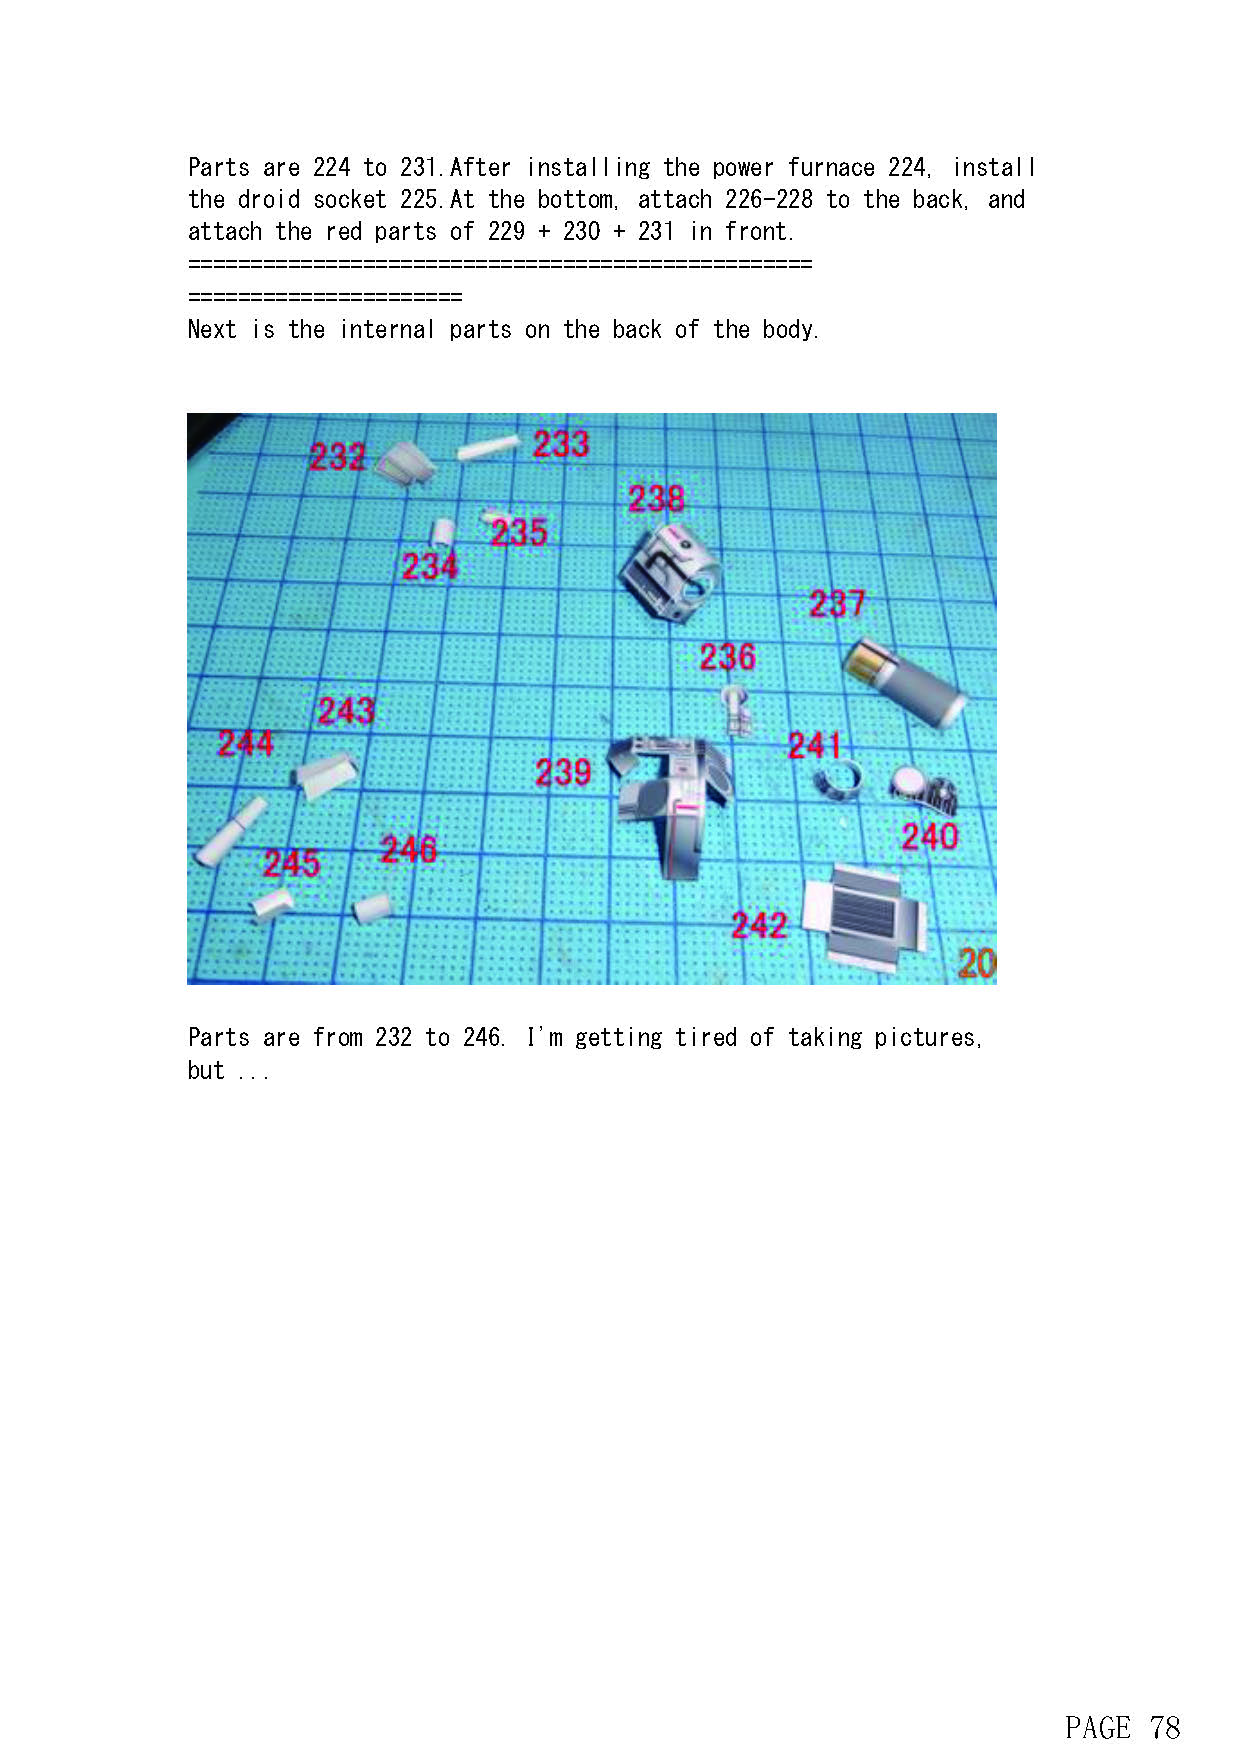 Parts are 224 to 231.After installing the power furnace 224, install
the droid socket 225.At the bottom, attach 226-228 to the back, and
attach the red parts of 229 + 230 + 231 in front.
==================================================
======================
Next is the internal parts on the back of the body.
232
233
238
235
234
237
236
243
244
241
239
240
246
245
242
20
Parts are from 232 to 246. I'm getting tired of taking pictures,
but ...
PAGE 78